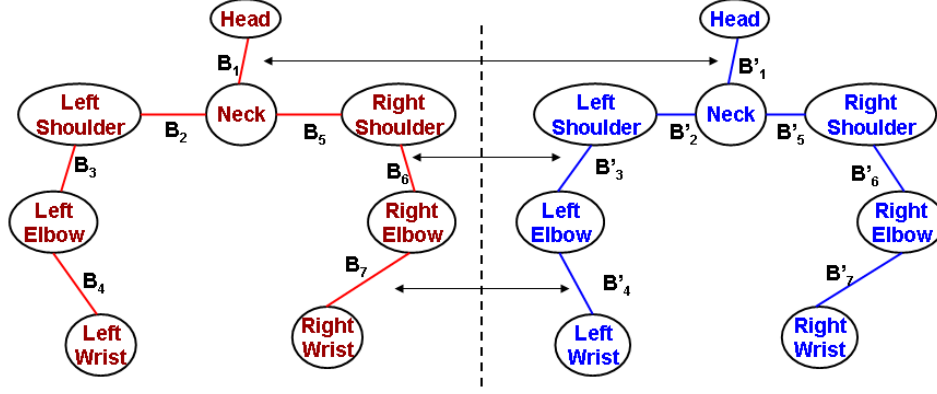 Head
B1
Neck
Left
Shoulder
Right
Shoulder
B2
B5
B3
B6
Left
Elbow
Right
Elbow
B4
B7
Left
Wrist
Right
Wrist
Head
B'1
Neck
Left
Shoulder
Right
Shoulder
B'2
B'5
B'3
B'6
Left
Elbow
Right
Elbow
B'4
B'7
Left
Wrist
Right
Wrist